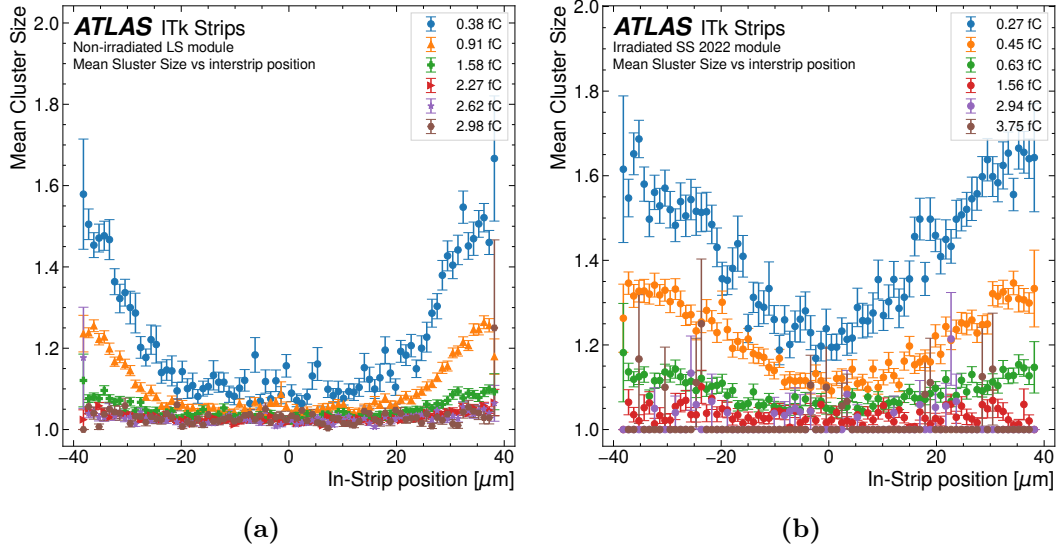 ATLAS ITk Strips
Non-irradiated LS module
Mean Sluster Size vs interstrip position
0.38 fC
0.91 fC
1.58 fC
2.27 fC
2.62 fC
2.98 fC
Mean Cluster Size
2.0
1.8
1.6
1.4
1.2
1.0
−40
−20
0
20
40
In-Strip position [μm]
(a)
ATLAS ITk Strips
Irradiated SS 2022 module
Mean Sluster Size vs interstrip position
0.27 fC
0.45 fC
0.63 fC
1.56 fC
2.94 fC
3.75 fC
Mean Cluster Size
2.0
1.8
1.6
1.4
1.2
1.0
−40
−20
0
20
40
In-Strip position [μm]
(b)